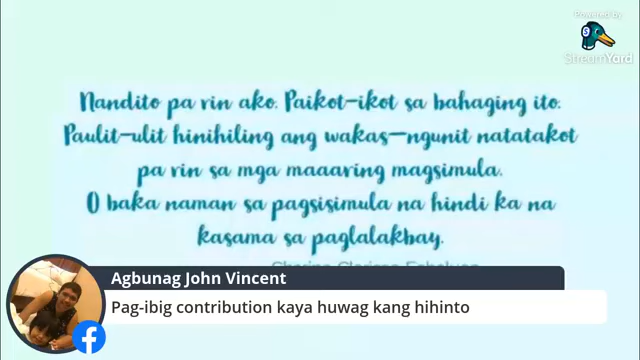 Powered by
StreamYard
Nandito pa rin ako. Paikot-ikot sa bahaging ito.
Paulit-ulit hinihiling ang wakas—ngunit natatakot
pa rin sa mga maaaring magsimula.
O baka naman sa pagsisimula na hindi ka na
kasama sa paglalakbay.
Agbunag John Vincent
Pag-ibig contribution kaya huwag kang hihinto